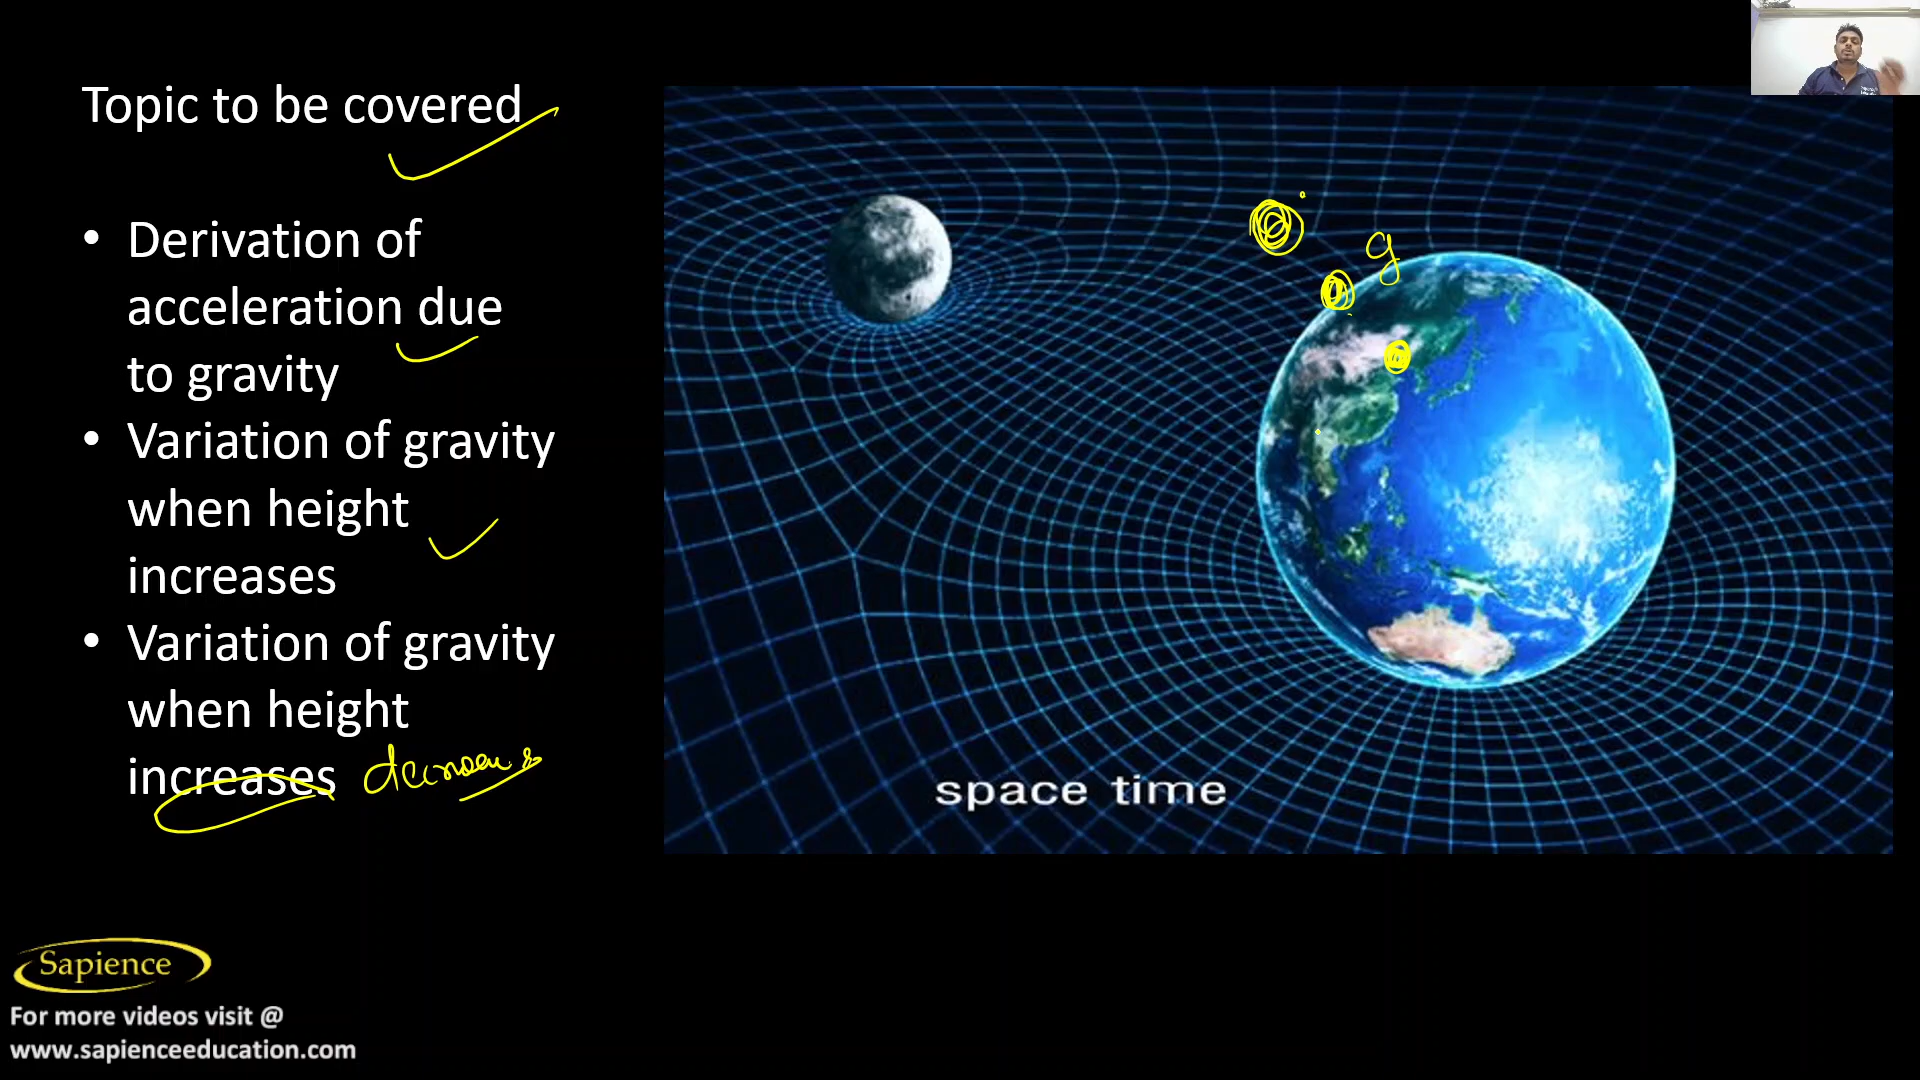 Topic to be covered
• Derivation of
acceleration due
to gravity
• Variation of gravity
when height
increases
• Variation of gravity
when height
increases
g
space time
Sapience
For more videos visit @
www.sapienceeducation.com